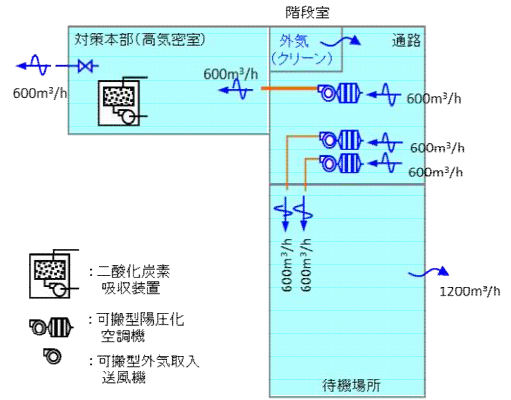 階段室
対策本部(高気密室)
外気
(クリーン)
通路
600m³/h
600m³/h
600m³/h
600m³/h
600m³/h
600m³/h
600m³/h
1200m³/h
:二酸化炭素
吸収装置
:可搬型陽圧化
空調機
:可搬型外気取入
送風機
待機場所